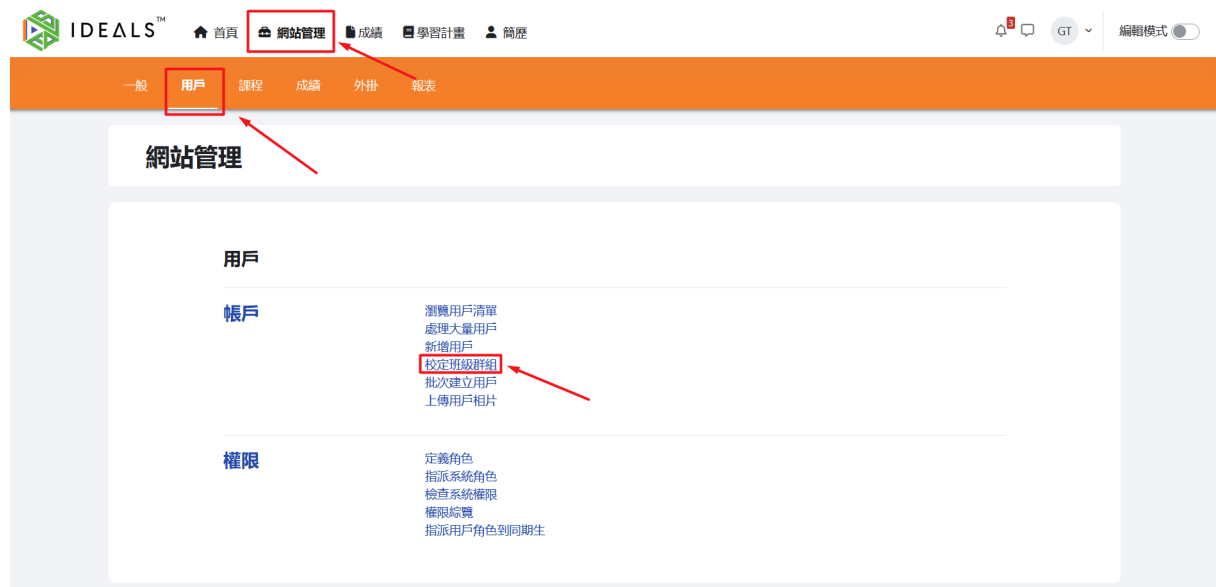 IDEALS™ 首頁 網站管理 成績 學習計畫 簡歷 3 GT 編輯模式
一般 用戶 課程 成績 外掛 報表
網站管理
用戶
帳戶
瀏覽用戶清單
處理大量用戶
新增用戶
校定班級群組
批次建立用戶
上傳用戶相片
權限
定義角色
指派系統角色
檢查系統權限
權限綜覽
指派用戶角色到同期生